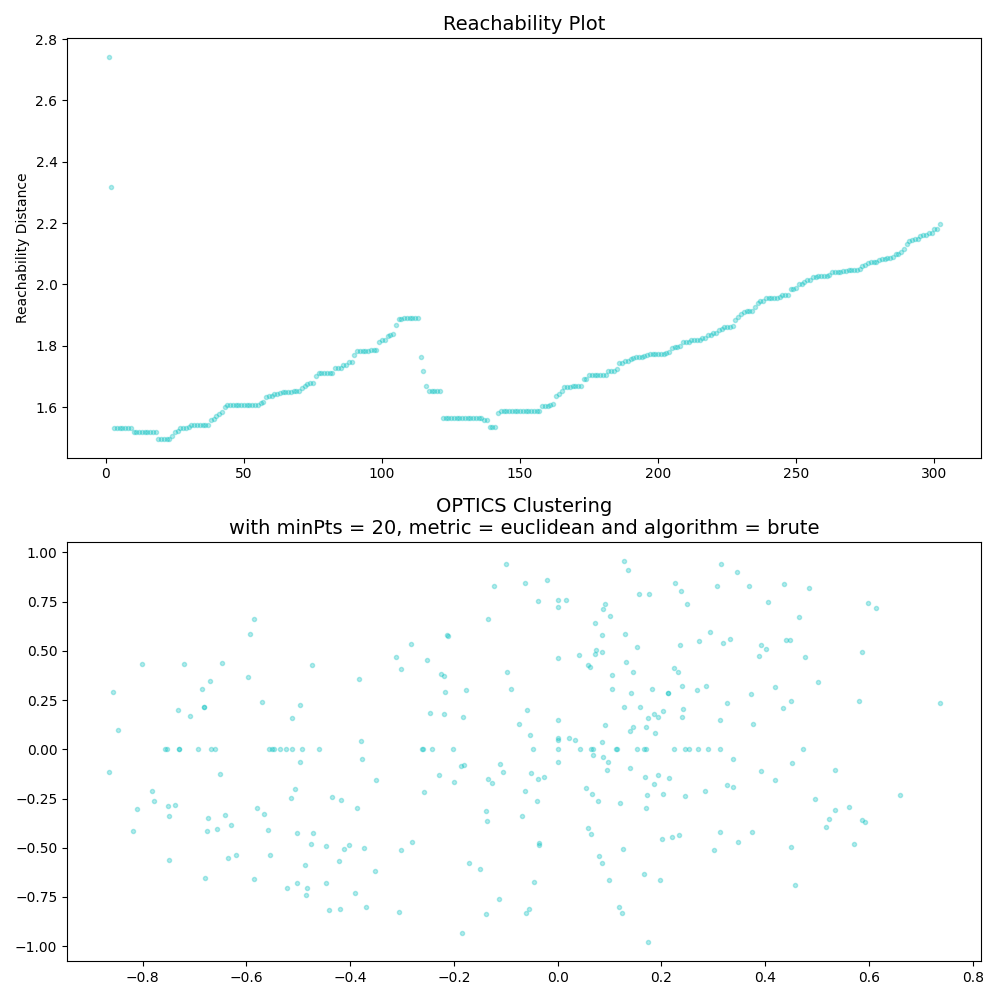 Reachability Plot
2.8
2.6
2.4
2.2
2.0
1.8
1.6
Reachability Distance
0 50 100 150 200 250 300
OPTICS Clustering
with minPts = 20, metric = euclidean and algorithm = brute
1.00
0.75
0.50
0.25
0.00
−0.25
−0.50
−0.75
−1.00
−0.8 −0.6 −0.4 −0.2 0.0 0.2 0.4 0.6 0.8